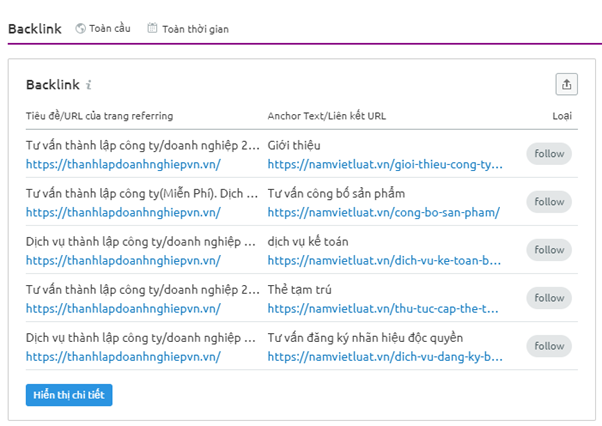 Backlink Toàn cầu Toàn thời gian
Backlink i
Tiêu đề/URL của trang referring Anchor Text/Liên kết URL Loại
Tư vấn thành lập công ty/doanh nghiệp 2... Giới thiệu
https://thanhlapdoanhnghiepvn.vn/ https://namvietluat.vn/gioi-thieu-cong-ty... follow
Tư vấn thành lập công ty(Miễn Phí). Dịch ... Tư vấn công bố sản phẩm
https://thanhlapdoanhnghiepvn.vn/ https://namvietluat.vn/cong-bo-san-pham/ follow
Dịch vụ thành lập công ty/doanh nghiệp ... dịch vụ kế toán
https://thanhlapdoanhnghiepvn.vn/ https://namvietluat.vn/dich-vu-ke-toan-b... follow
Tư vấn thành lập công ty/doanh nghiệp 2... Thẻ tạm trú
https://thanhlapdoanhnghiepvn.vn/ https://namvietluat.vn/thu-tuc-cap-the-t... follow
Dịch vụ thành lập công ty/doanh nghiệp ... Tư vấn đăng ký nhãn hiệu độc quyền
https://thanhlapdoanhnghiepvn.vn/ https://namvietluat.vn/dich-vu-dang-ky-b... follow
Hiển thị chi tiết